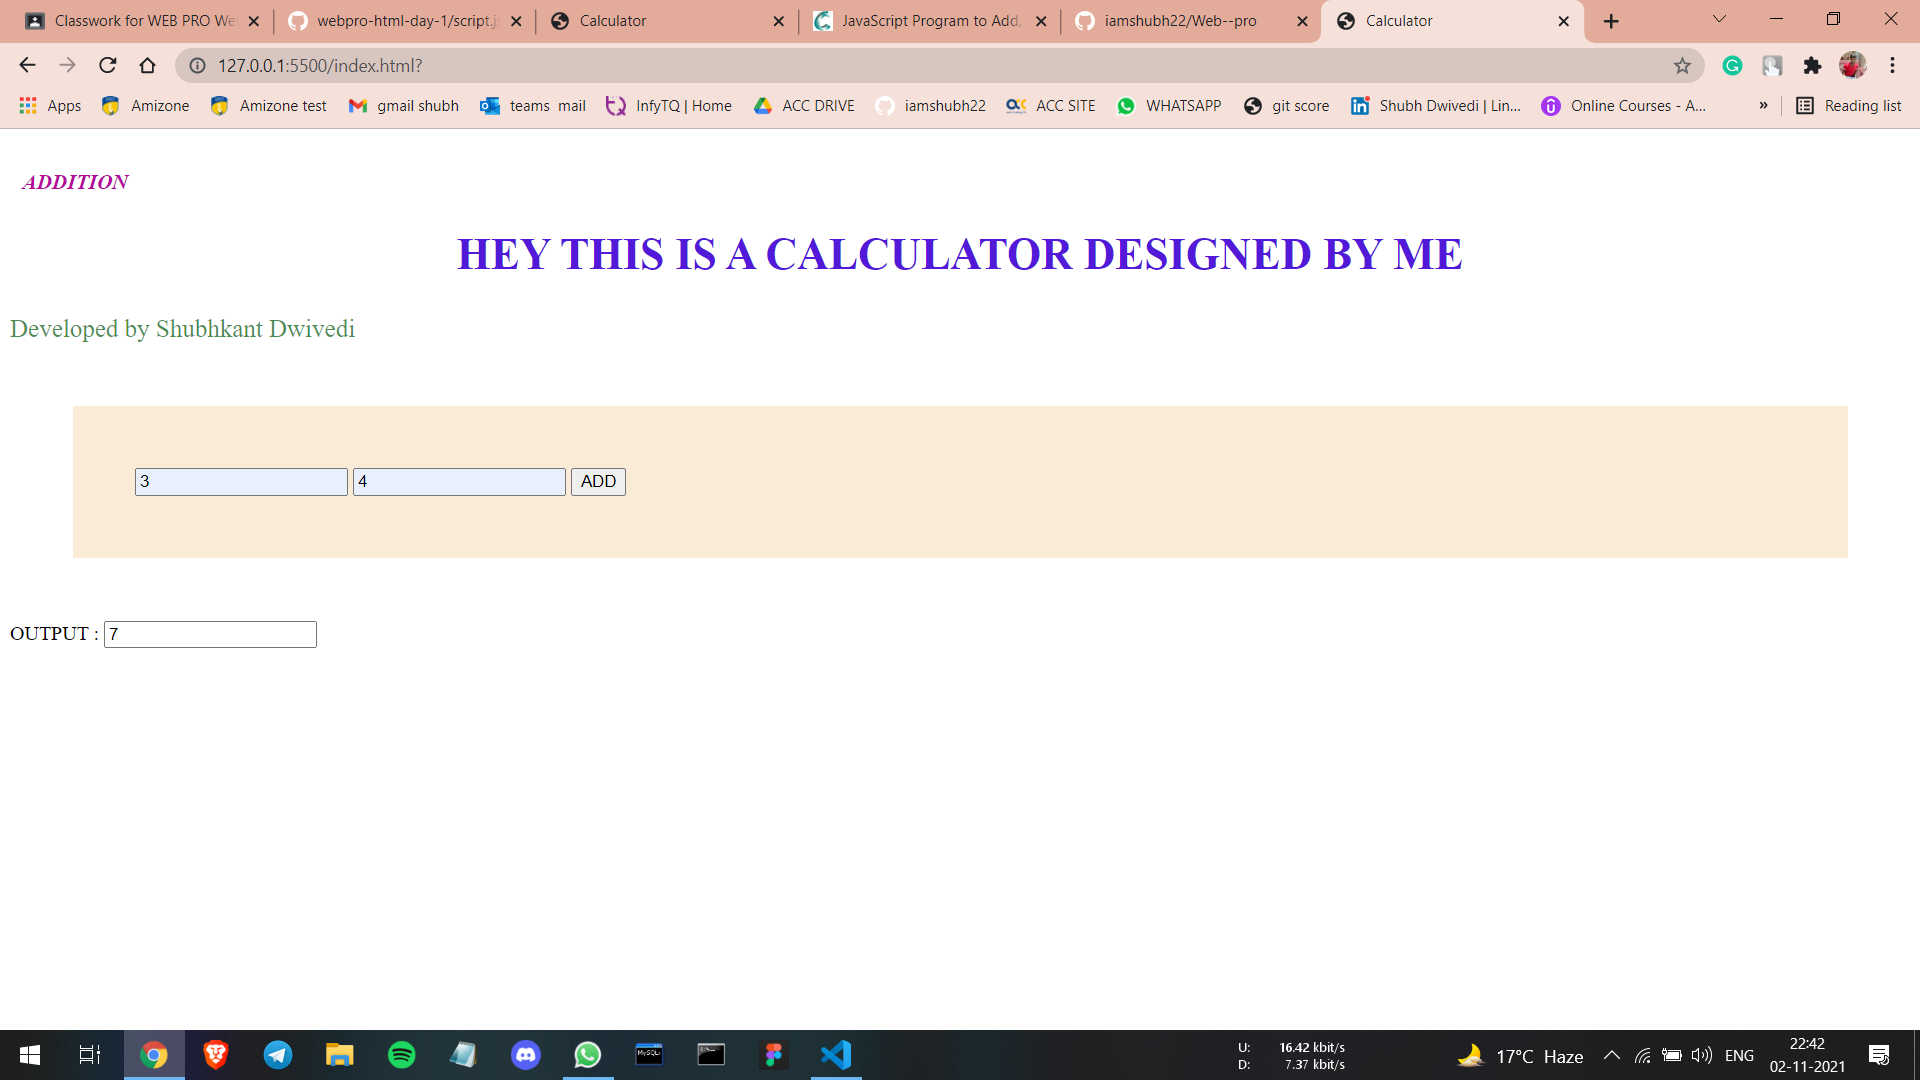 Classwork for WEB PRO We
webpro-html-day-1/script.js
Calculator
JavaScript Program to Add,
iamshubh22/Web--pro
Calculator
127.0.0.1:5500/index.html?
Apps
Amizone
Amizone test
gmail shubh
teams mail
InfyTQ | Home
ACC DRIVE
iamshubh22
ACC SITE
WHATSAPP
git score
Shubh Dwivedi | Lin...
Online Courses - A...
»
Reading list
ADDITION
HEY THIS IS A CALCULATOR DESIGNED BY ME
Developed by Shubhkant Dwivedi
3
4
ADD
OUTPUT : 7
U: 16.42 kbit/s
D: 7.37 kbit/s
17°C Haze
ENG
22:42
02-11-2021